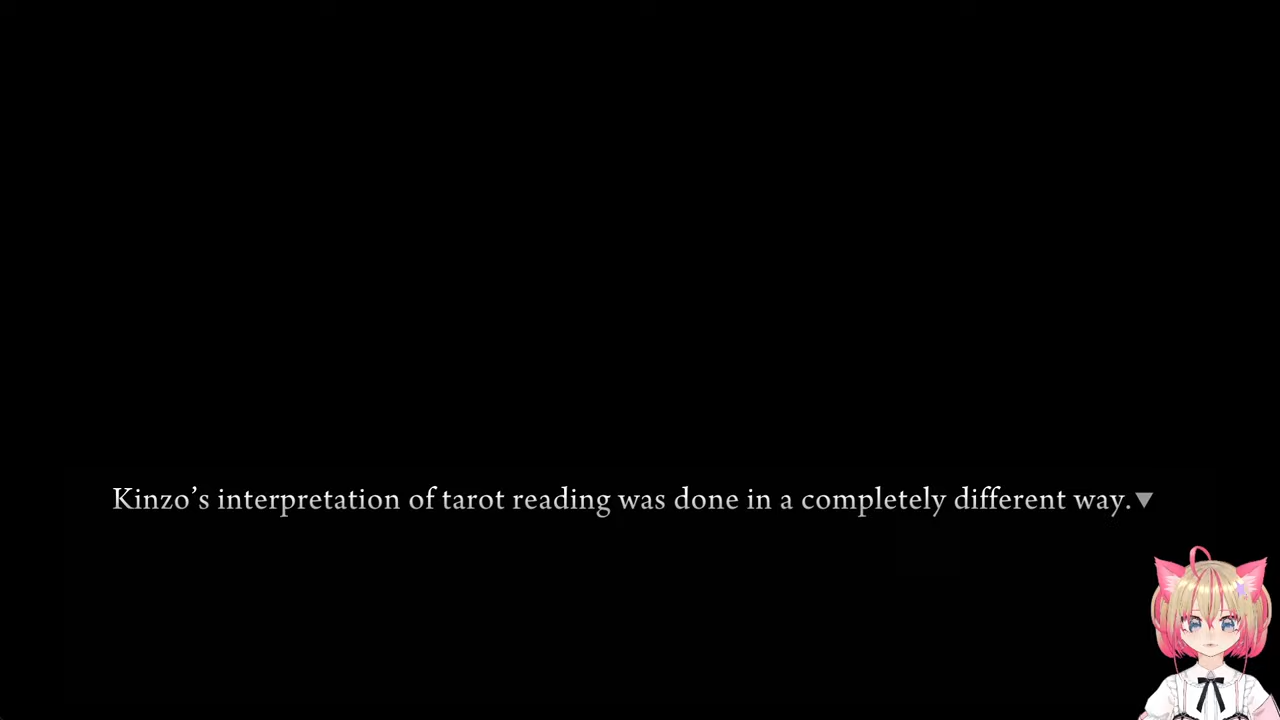 Kinzo’s interpretation of tarot reading was done in a completely different way.